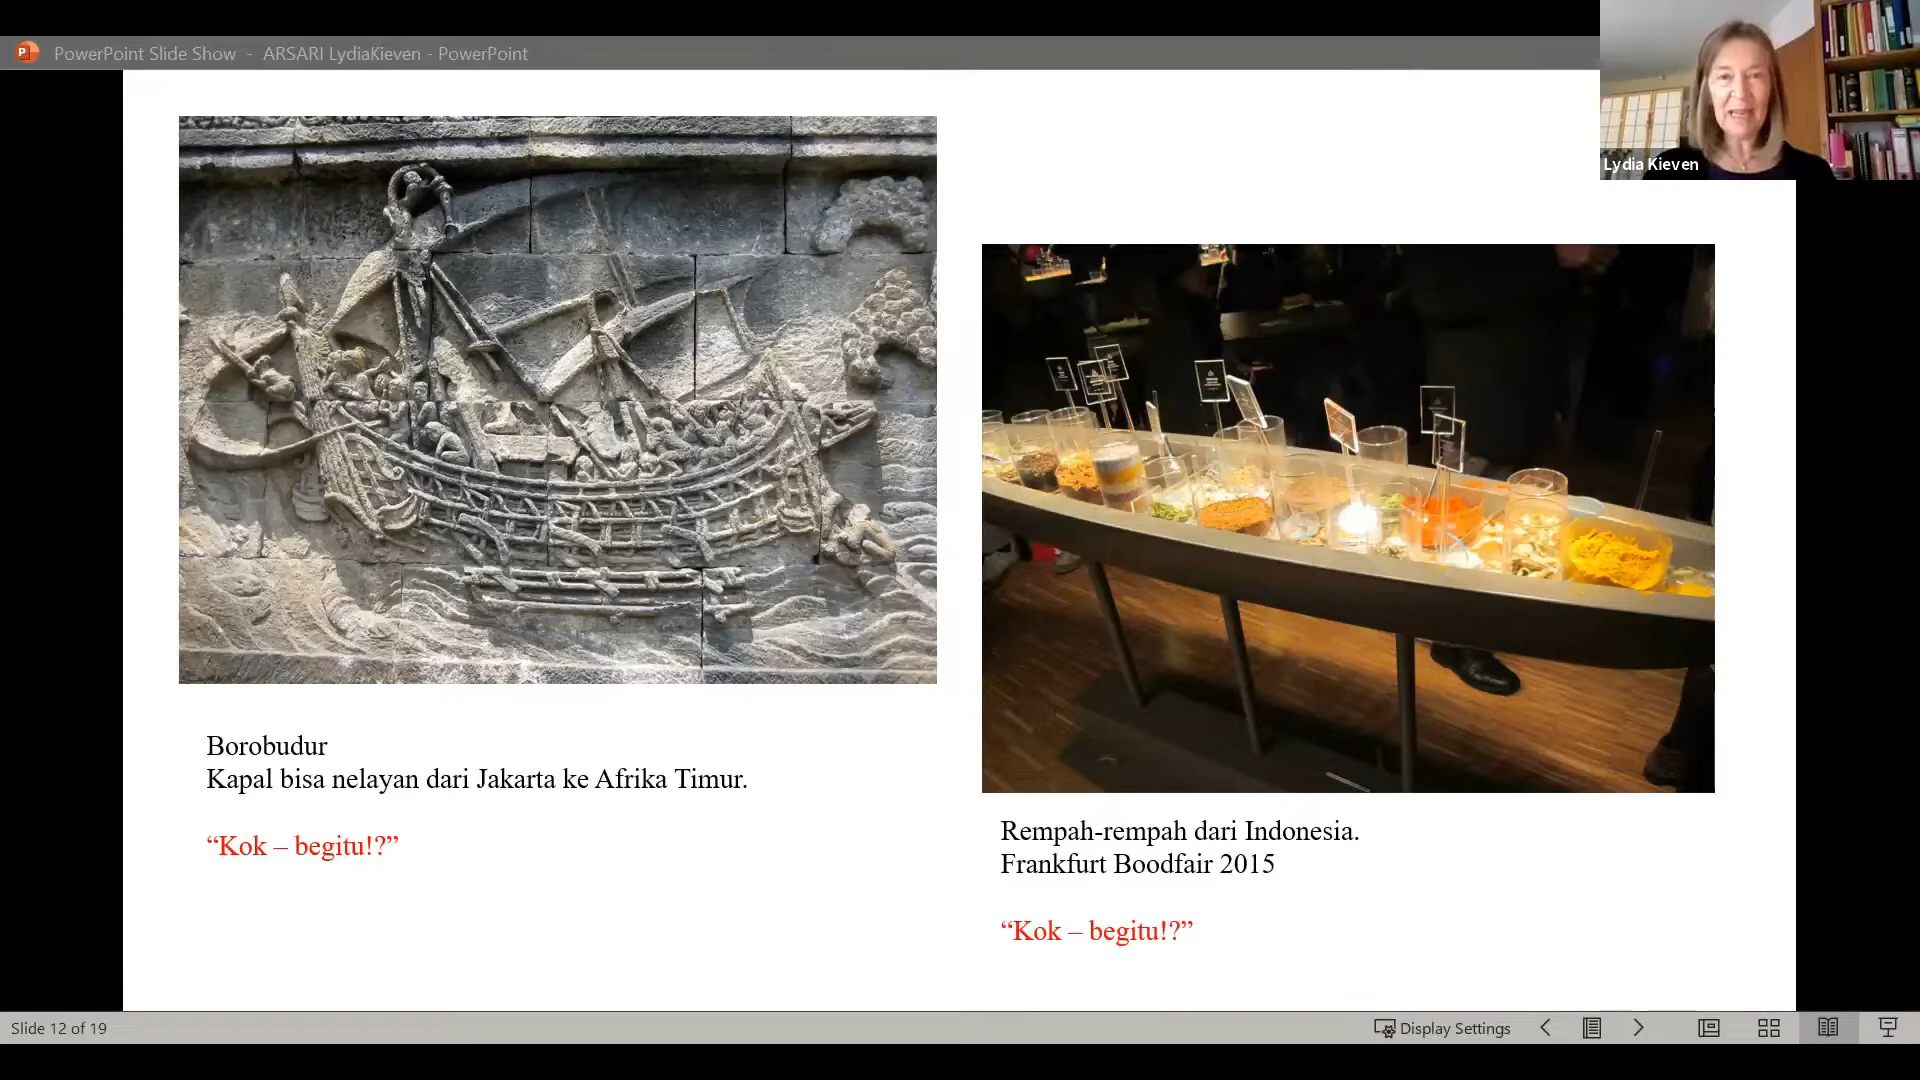 PowerPoint Slide Show - ARSARI LydiaKieven - PowerPoint
Lydia Kieven
Borobudur
Kapal bisa nelayan dari Jakarta ke Afrika Timur.
“Kok – begitu!?”
Rempah-rempah dari Indonesia.
Frankfurt Boodfair 2015
“Kok – begitu!?”
Slide 12 of 19
Display Settings